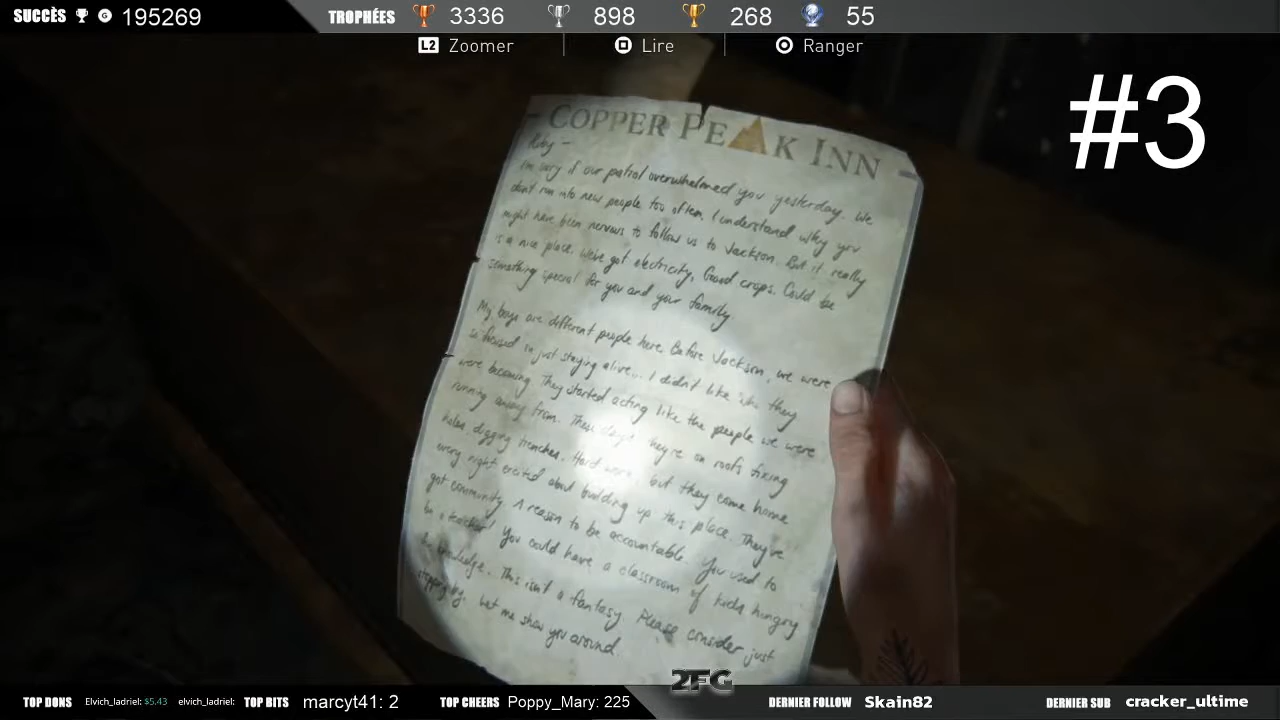 SUCCÈS G 195269 TROPHÉES 3336 898 268 55
L2 Zoomer Lire Ranger
#3
COPPER PEAK INN
Ruby -
I'm sorry if our patrol overwhelmed you yesterday. We
don't run into new people too often. I understand why you
might have been nervous to follow us to Jackson. But it really
is a nice place. We've got electricity, Good crops. Could be
something special for you and your family
My boys are different people here. Before Jackson, we were
so focused on just staying alive... I didn't like who they
were becoming. They started acting like the people we were
running away from. These days they're on roofs fixing
holes, digging trenches. Hard work but they come home
every night excited about building up this place. They've
got community. A reason to be accountable. You used to
be a teacher! You could have a classroom of kids hungry
for knowledge. This isn't a fantasy. Please consider just
stopping by. Let me show you around.
2FG
TOP DONS Elvich_ladriel: $5.43 elvich_ladriel: TOP BITS marcyt41: 2 TOP CHEERS Poppy_Mary: 225 DERNIER FOLLOW Skain82 DERNIER SUB cracker_ultime